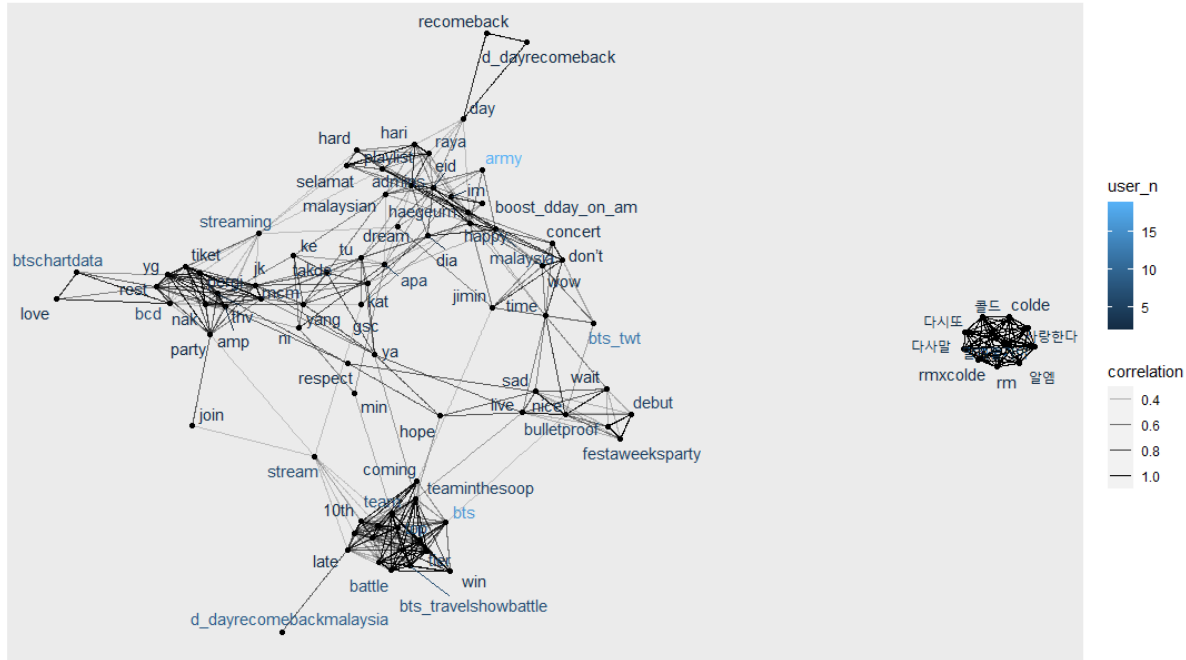 recomeback
d_dayrecomeback
day
hard
hari
raya
playlist
eid
army
selamat
admins
im
malaysian
haegeum
boost_dday_on_am
streaming
dream
happy
concert
btschartdata
yg
tiket
ke
tu
dia
malaysia
don't
jk
takde
apa
wow
rest
mcm
jimin
time
love
bcd
nak
thv
yang
kat
gsc
bts_twt
party
amp
ni
ya
respect
sad
wait
min
live
nice
debut
join
hope
bulletproof
festaweeksparty
stream
coming
teaminthesoop
10th
bts
late
tier
battle
win
bts_travelshowbattle
d_dayrecomebackmalaysia
콜드
colde
다시또
사랑한다
다사말
rmxcolde
rm
알엠
user_n
15
10
5
correlation
0.4
0.6
0.8
1.0